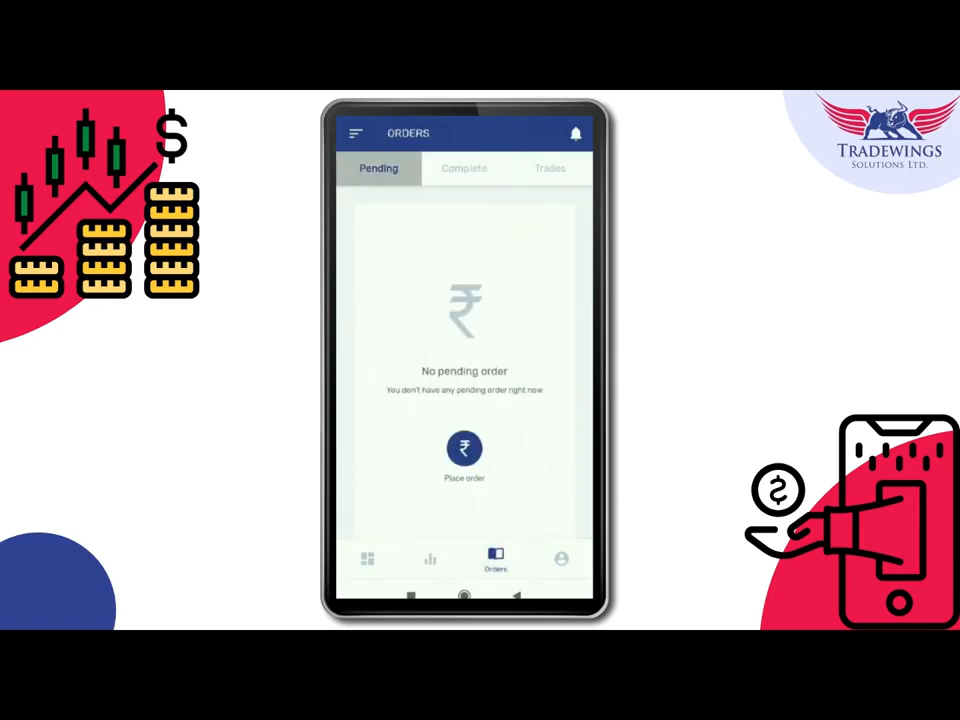 TRADEWINGS
SOLUTIONS LTD.
ORDERS
Pending Complete Trades
₹
No pending order
You don't have any pending order right now
₹
Place order
Orders
$
$